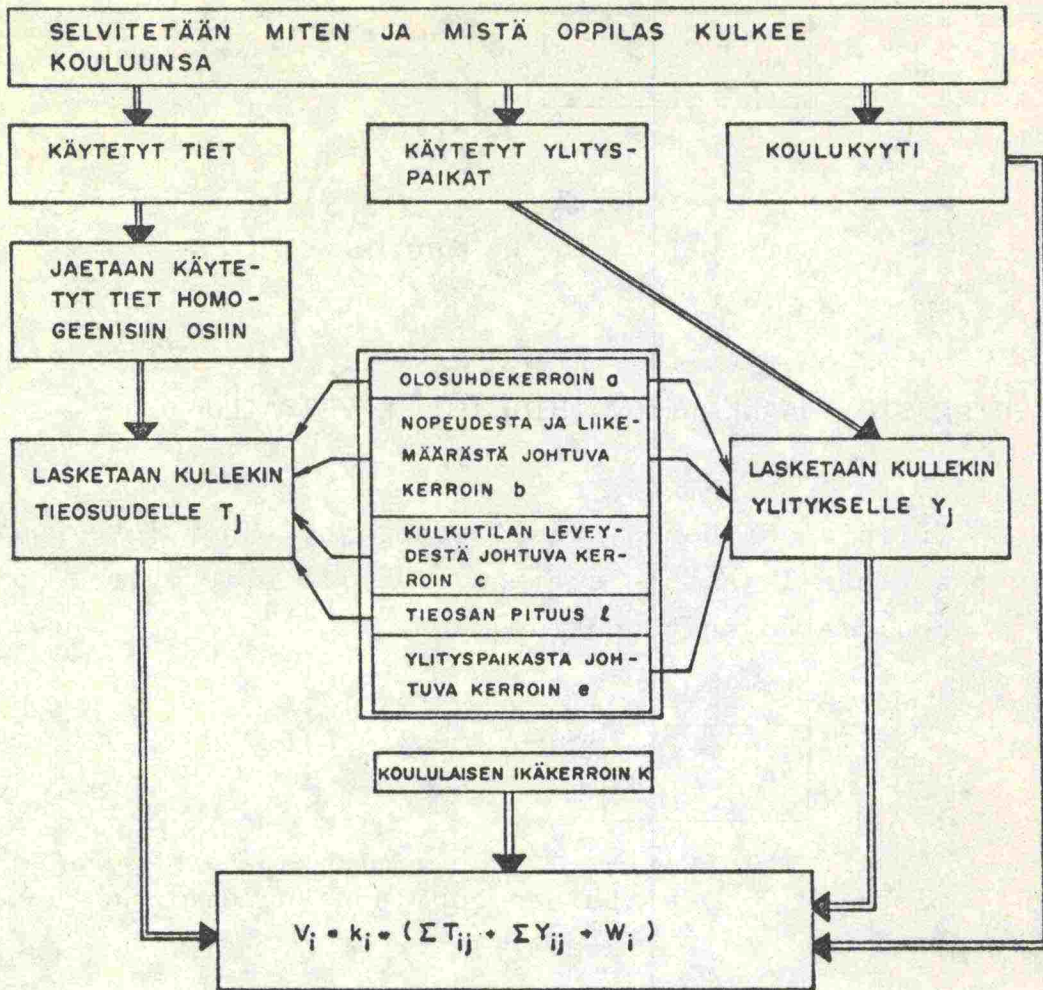 SELVITETÄÄN MITEN JA MISTÄ OPPILAS KULKEE
KOULUUNSA
KÄYTETYT TIET
KÄYTETYT YLITYS-
PAIKAT
KOULUKYYTI
JAETAAN KÄYTE-
TYT TIET HOMO-
GEENISIIN OSIIN
OLOSUHDEKERROIN a
NOPEUDESTA JA LIIKE-
MÄÄRÄSTÄ JOHTUVA
KERROIN b
KULKUTILAN LEVEY-
DESTÄ JOHTUVA KER-
ROIN c
TIEOSAN PITUUS ℓ
YLITYSPAIKASTA JOH-
TUVA KERROIN e
LASKETAAN KULLEKIN
TIEOSUUDELLE Tj
LASKETAAN KULLEKIN
YLITYKSELLE Yj
KOULULAISEN IKÄKERROIN K
Vi = ki * (ΣTij + ΣYij + Wi)